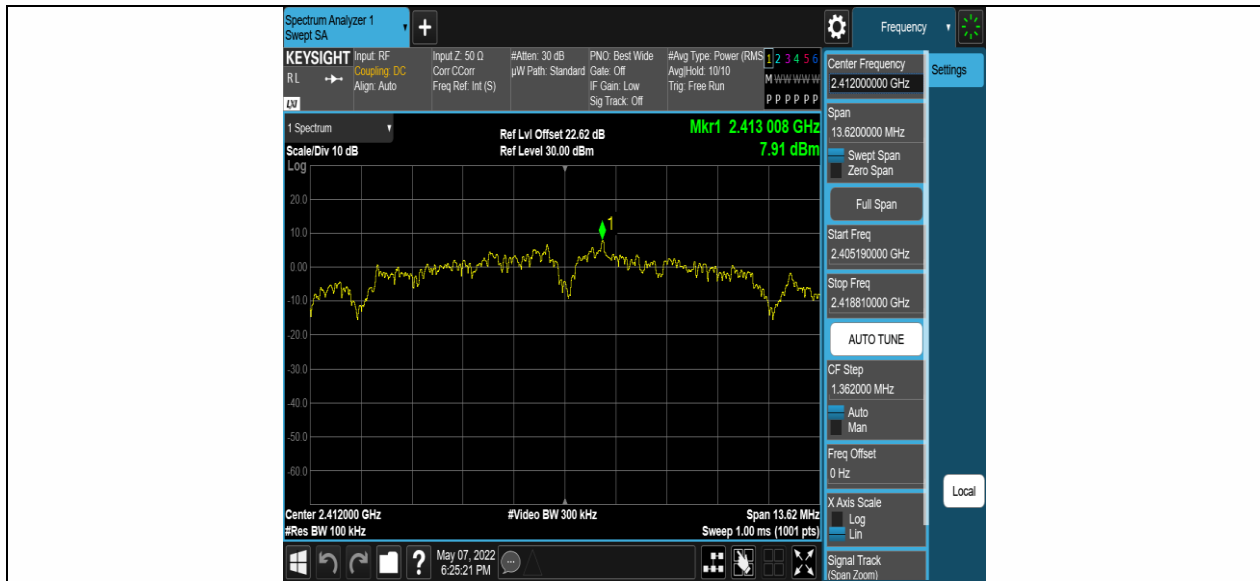 Spectrum Analyzer 1
Swept SA
+
Frequency
KEYSIGHT
RL
LXI
Input: RF
Coupling: DC
Align: Auto
Input Z: 50 Ω
Corr CCorr
Freq Ref: Int (S)
#Atten: 30 dB
µW Path: Standard
PNO: Best Wide
Gate: Off
IF Gain: Low
Sig Track: Off
#Avg Type: Power (RMS
Avg|Hold: 10/10
Trig: Free Run
1 2 3 4 5 6
M W W W W W
P P P P P P
Center Frequency
2.412000000 GHz
Settings
Span
13.6200000 MHz
Swept Span
Zero Span
Full Span
Start Freq
2.405190000 GHz
Stop Freq
2.418810000 GHz
AUTO TUNE
CF Step
1.362000 MHz
Auto
Man
Freq Offset
0 Hz
X Axis Scale
Log
Lin
Signal Track
(Span Zoom)
Local
1 Spectrum
Scale/Div 10 dB
Ref Lvl Offset 22.62 dB
Ref Level 30.00 dBm
Mkr1 2.413 008 GHz
7.91 dBm
Log
20.0
10.0
0.00
-10.0
-20.0
-30.0
-40.0
-50.0
-60.0
1
Center 2.412000 GHz
#Res BW 100 kHz
#Video BW 300 kHz
Span 13.62 MHz
Sweep 1.00 ms (1001 pts)
?
May 07, 2022
6:25:21 PM